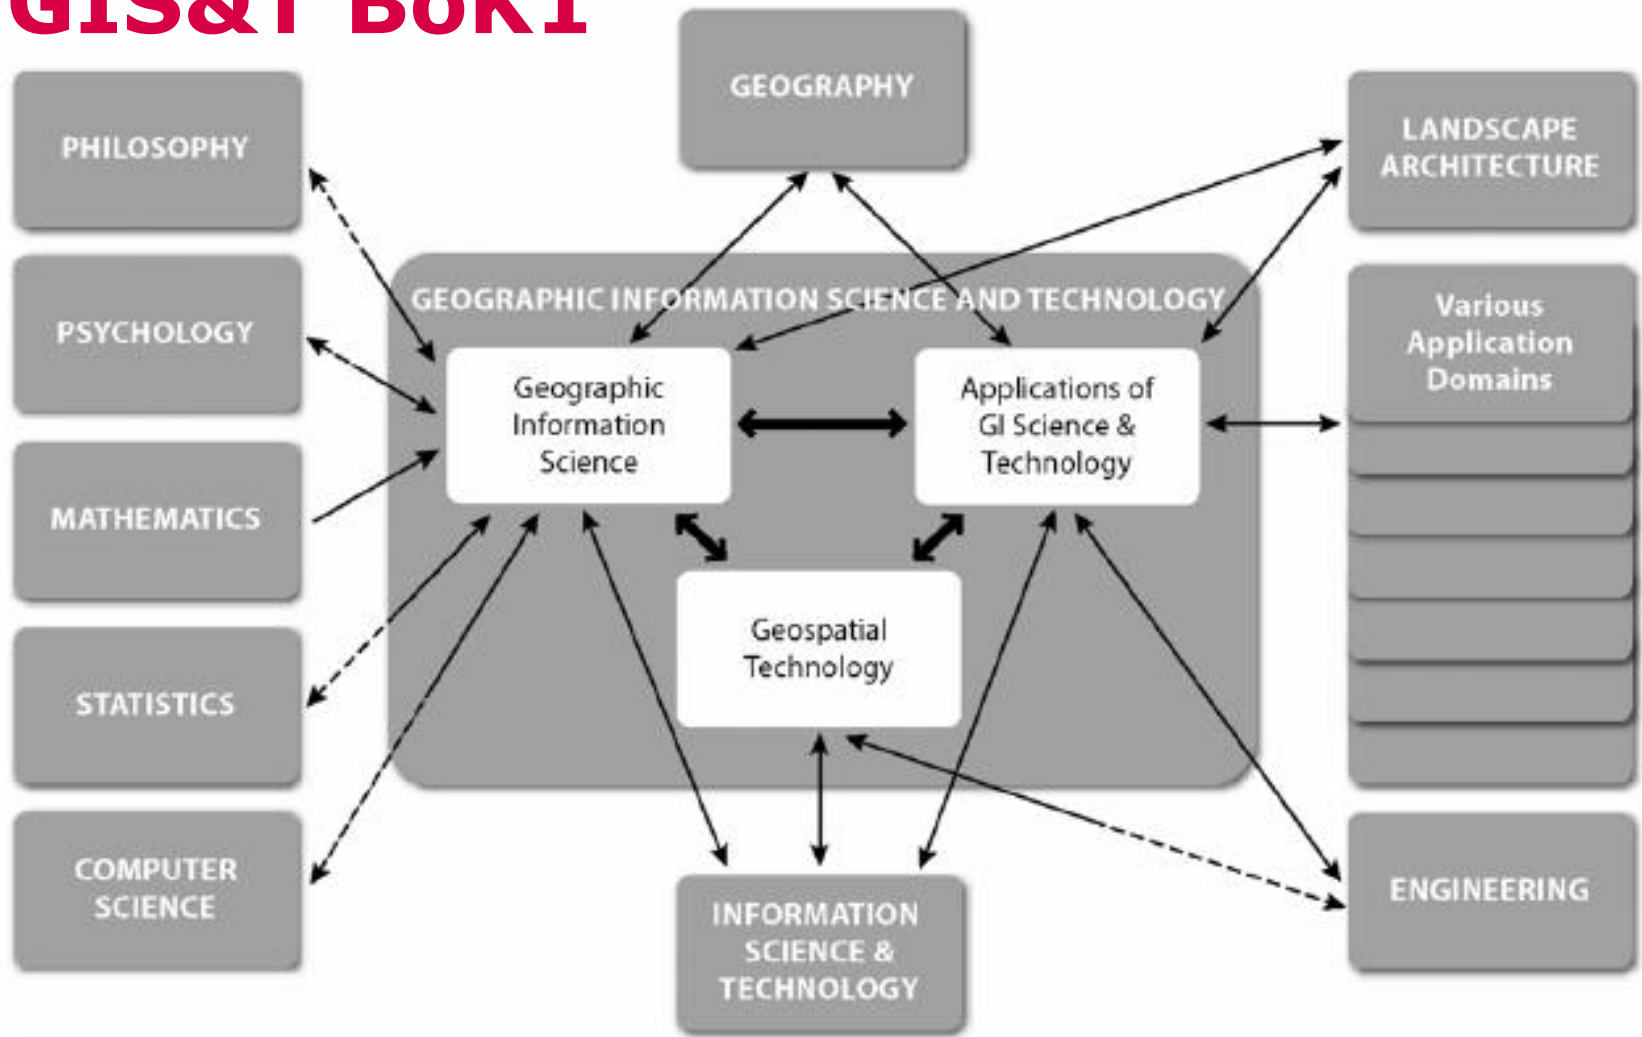 GIS&T BoK1
GEOGRAPHY
PHILOSOPHY
LANDSCAPE
ARCHITECTURE
PSYCHOLOGY
GEOGRAPHIC INFORMATION SCIENCE AND TECHNOLOGY
Various
Application
Domains
Geographic
Information
Science
Applications of
GI Science &
Technology
MATHEMATICS
Geospatial
Technology
STATISTICS
COMPUTER
SCIENCE
INFORMATION
SCIENCE &
TECHNOLOGY
ENGINEERING